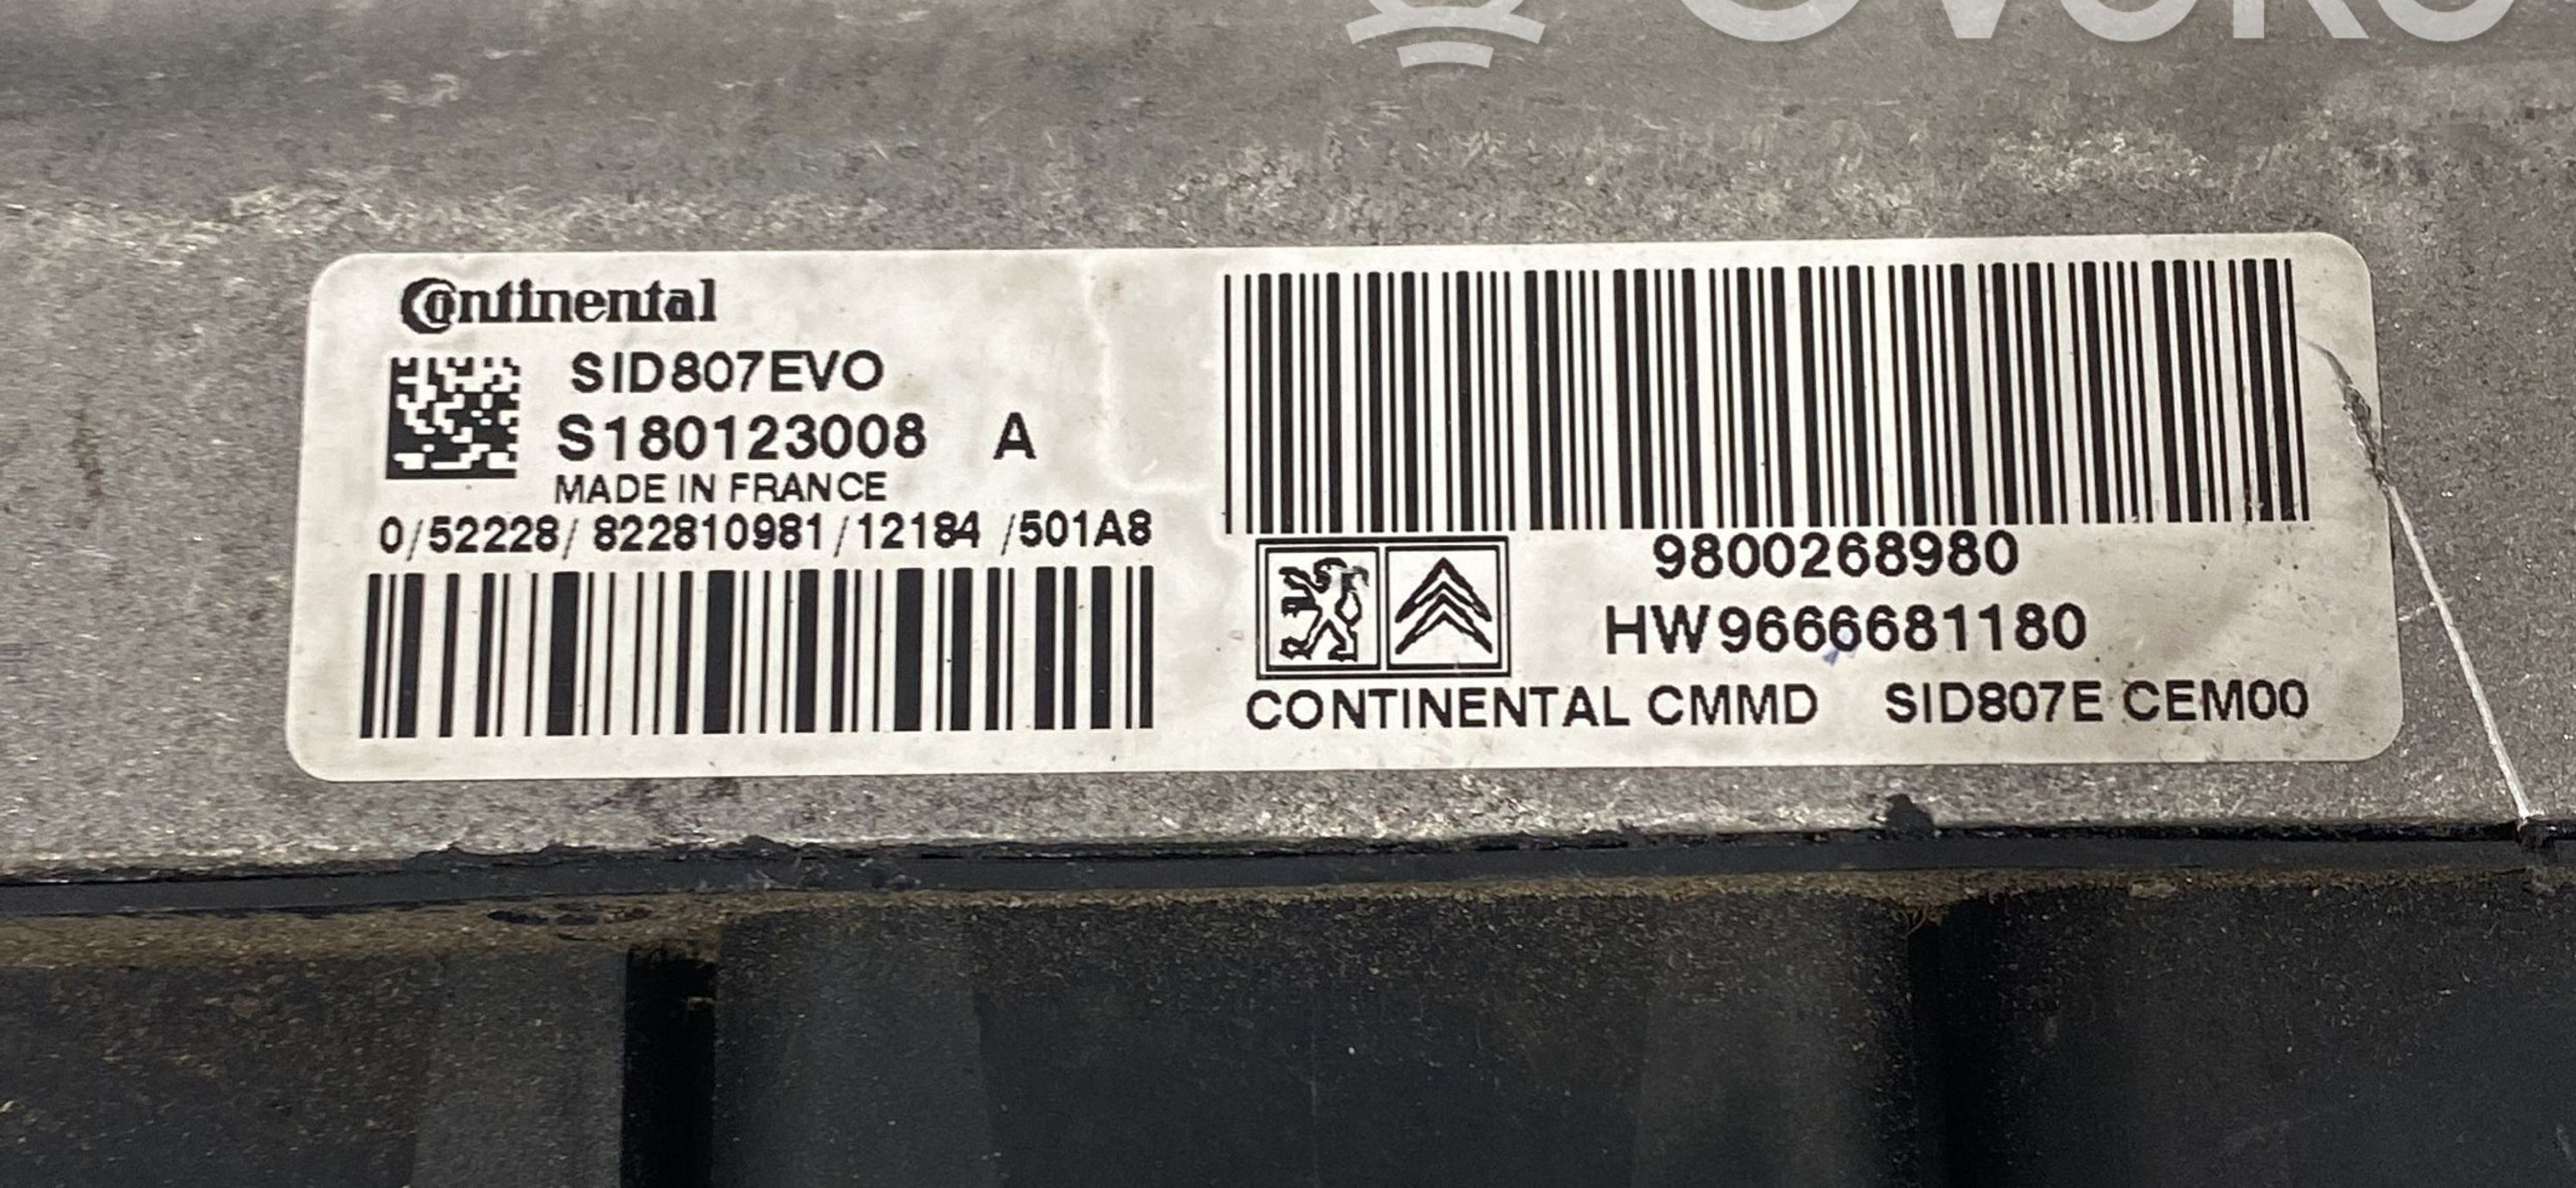 Continental
SID807EVO
S180123008 A
MADE IN FRANCE
0/52228/822810981/12184 /501A8
9800268980
HW9666681180
CONTINENTAL CMMD SID807E CEM00